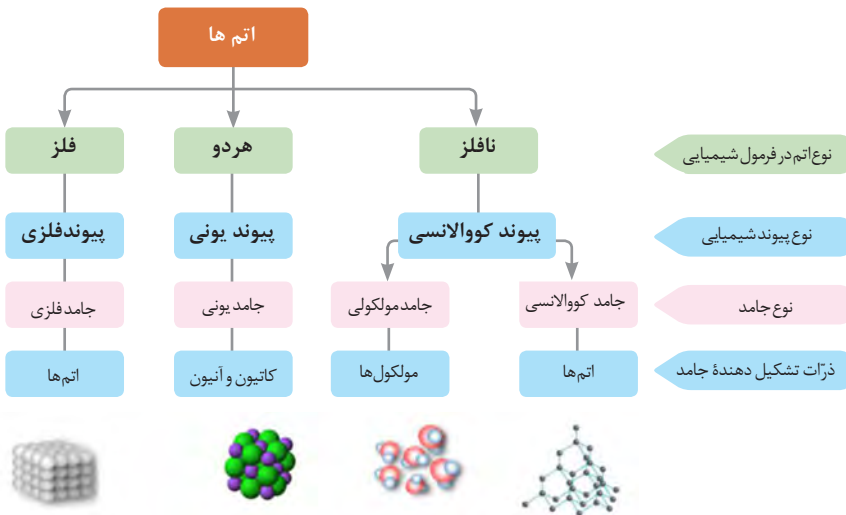 اتم ها
نوع اتم در فرمول شیمیایی
نافلز
هردو
فلز
نوع پیوند شیمیایی
پیوند کووالانسی
پیوند یونی
پیوند فلزی
نوع جامد
جامد کووالانسی
جامد مولکولی
جامد یونی
جامد فلزی
ذرّات تشکیل دهندهٔ جامد
اتم‌ها
مولکول‌ها
کاتیون و آنیون
اتم‌ها